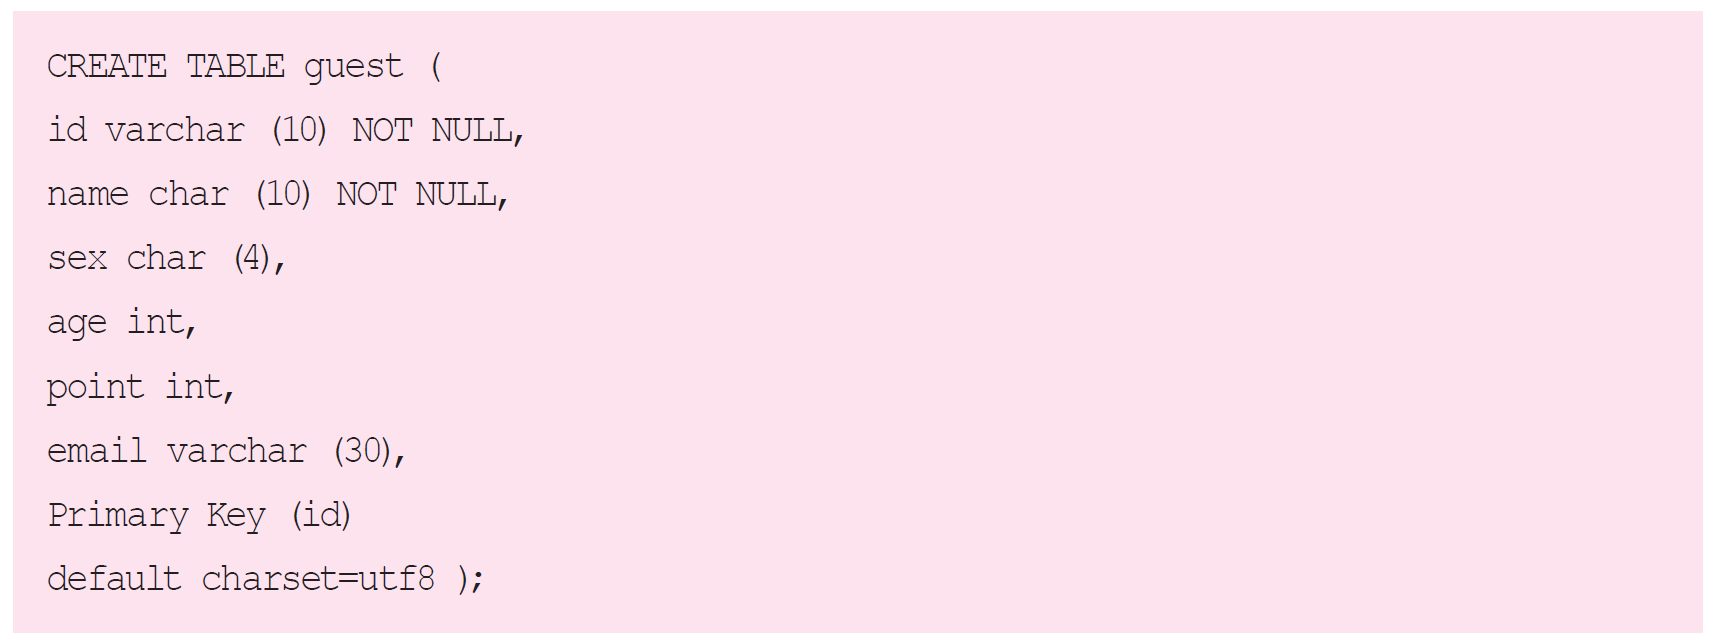 CREATE TABLE guest (
id varchar (10) NOT NULL,
name char (10) NOT NULL,
sex char (4),
age int,
point int,
email varchar (30),
Primary Key (id)
default charset=utf8 );